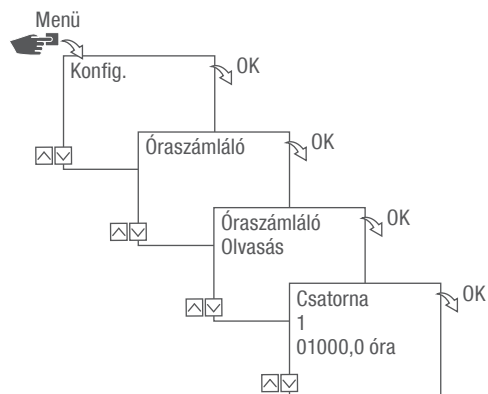 Menü
Konfig.
OK
Óraszámláló
OK
Óraszámláló
Olvasás
OK
Csatorna
1
01000,0 óra
OK